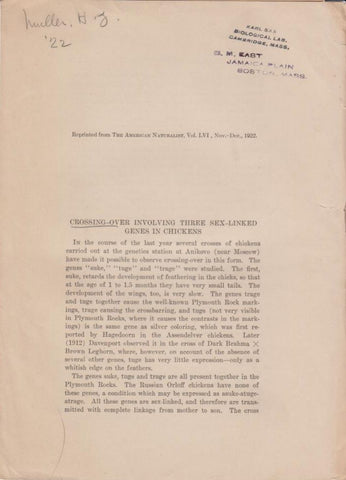 Muller, H J.
'22
KARL SAX
BIOLOGICAL LAB.
CAMBRIDGE, MASS.
E. M. EAST
JAMAICA PLAIN
BOSTON, MASS.
Reprinted from THE AMERICAN NATURALIST, Vol. LVI, Nov.-Dec., 1922.
CROSSING-OVER INVOLVING THREE SEX-LINKED
GENES IN CHICKENS
IN the course of the last year several crosses of chickens
carried out at the genetics station at Anikowo (near Moscow)
have made it possible to observe crossing-over in this form. The
genes "suke," "tuge" and "trage" were studied. The first,
suke, retards the development of feathering in the chicks, so that
at the age of 1 to 1.5 months they have very small tails. The
development of the wings, too, is very slow. The genes trage
and tuge together cause the well-known Plymouth Rock mark-
ings, trage causing the crossbarring, and tuge (not very visible
in Plymouth Rocks, where it causes the contrasts in the mark-
ings) is the same gene as silver coloring, which was first re-
ported by Hagedoorn in the Assendelver chickens. Later
(1912) Davenport observed it in the cross of Dark Brahma ×
Brown Leghorn, where, however, on account of the absence of
several other genes, tuge has very little expression—only as a
whitish edge on the feathers.
The genes suke, tuge and trage are all present together in the
Plymouth Rocks. The Russian Orloff chickens have none of
these genes, a condition which may be expressed as asuke-atuge-
atrage. All these genes are sex-linked, and therefore are trans-
mitted with complete linkage from mother to son. The cross